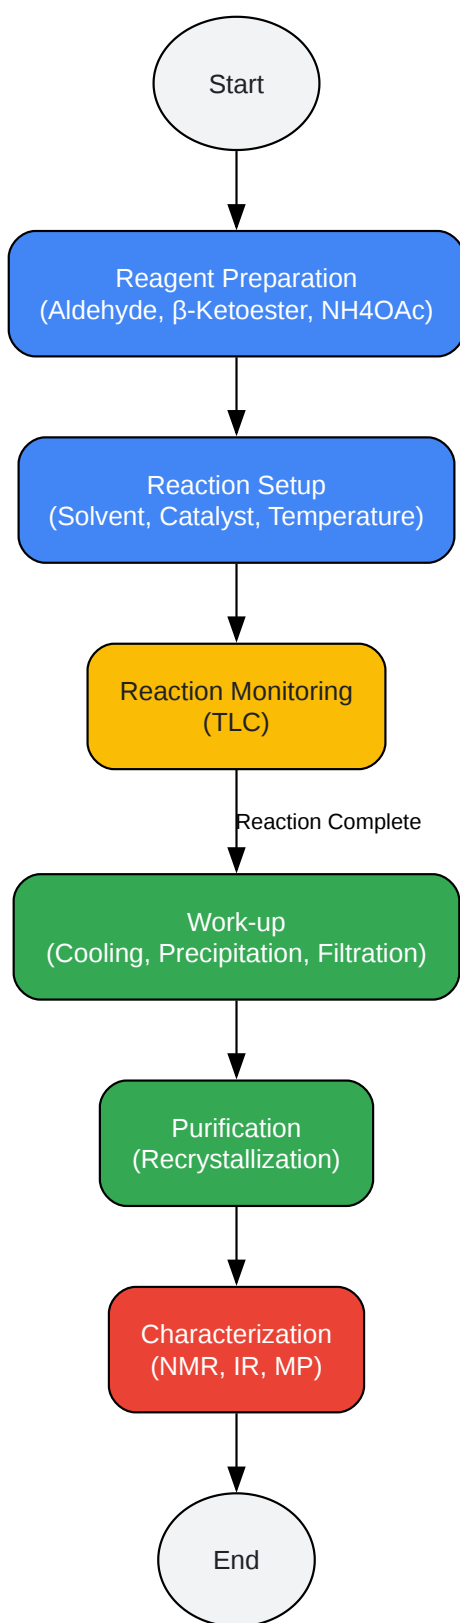 Start
Reagent Preparation
(Aldehyde, β-Ketoester, NH4OAc)
Reaction Setup
(Solvent, Catalyst, Temperature)
Reaction Monitoring
(TLC)
Reaction Complete
Work-up
(Cooling, Precipitation, Filtration)
Purification
(Recrystallization)
Characterization
(NMR, IR, MP)
End